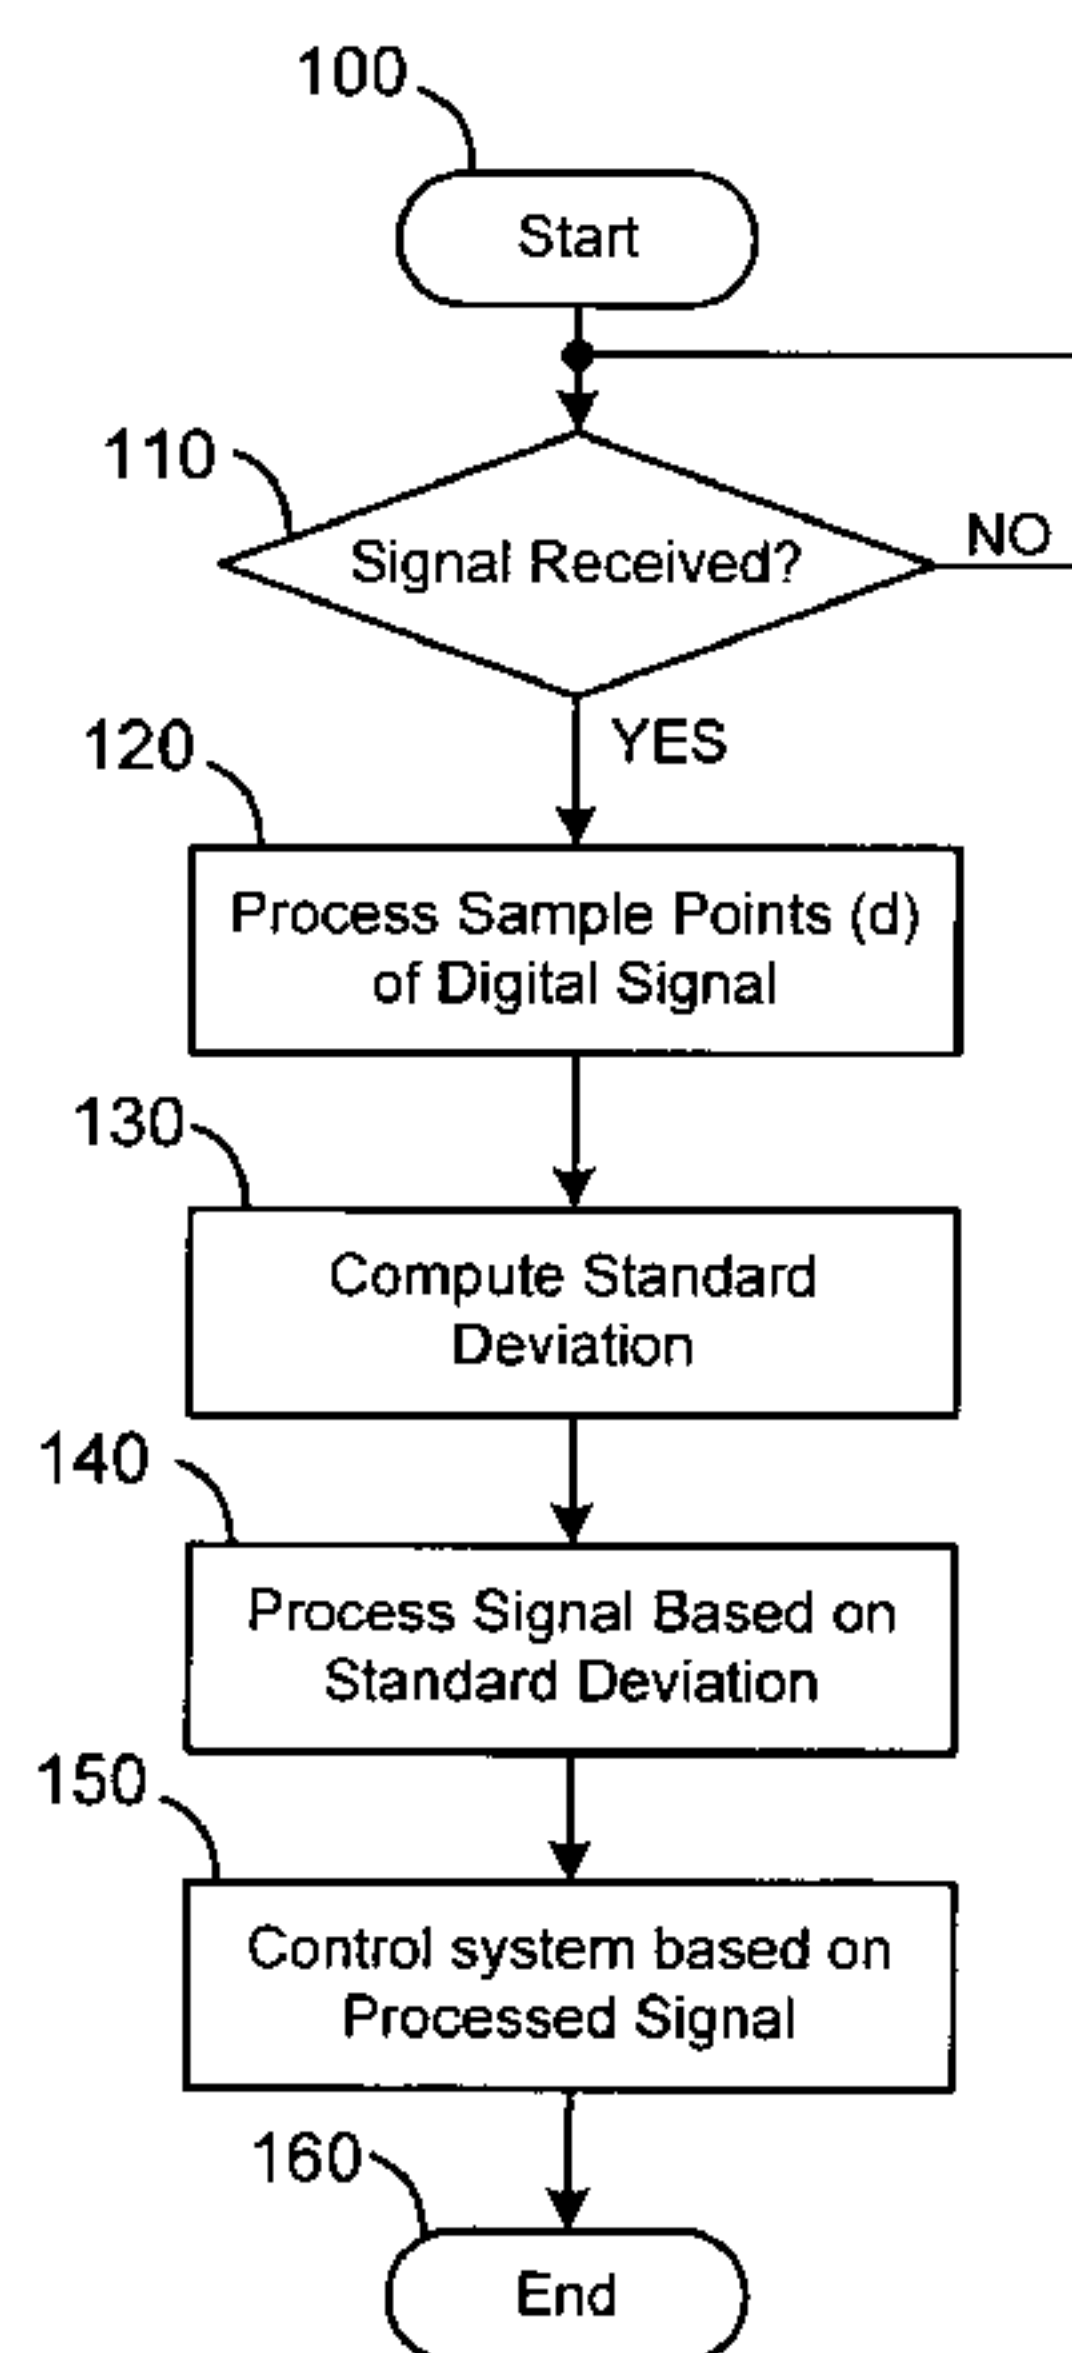 100
Start
110
Signal Received?
NO
YES
120
Process Sample Points (d)
of Digital Signal
130
Compute Standard
Deviation
140
Process Signal Based on
Standard Deviation
150
Control system based on
Processed Signal
160
End